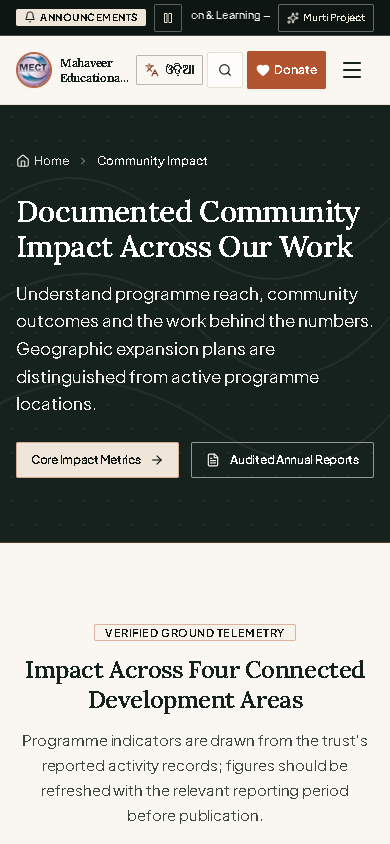 ANNOUNCEMENTS
on & Learning —
Murti Project
MECT
Mahaveer
Educationa...
ଓଡ଼ିଆ
Donate
Home
Community Impact
Documented Community
Impact Across Our Work
Understand programme reach, community
outcomes and the work behind the numbers.
Geographic expansion plans are
distinguished from active programme
locations.
Core Impact Metrics
Audited Annual Reports
VERIFIED GROUND TELEMETRY
Impact Across Four Connected
Development Areas
Programme indicators are drawn from the trust's
reported activity records; figures should be
refreshed with the relevant reporting period
before publication.